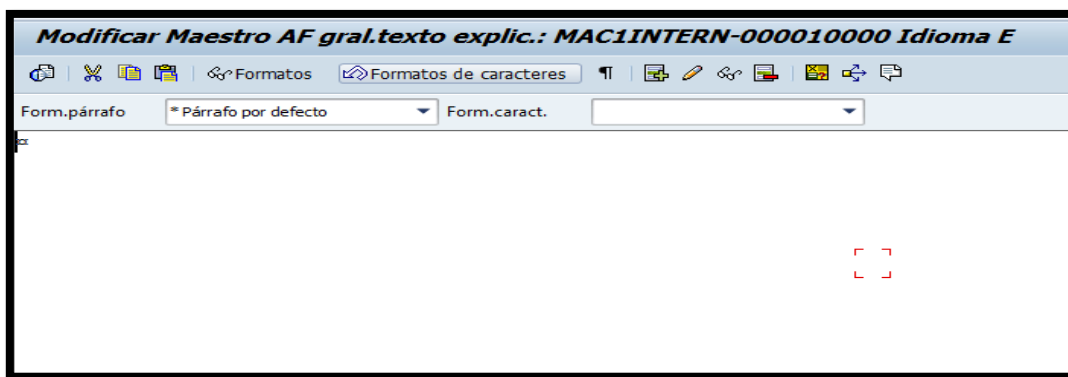 Modificar Maestro AF gral.texto explic.: MAC1INTERN-000010000 Idioma E
Formatos Formatos de caracteres ¶
Form.párrafo * Párrafo por defecto Form.caract.
¤